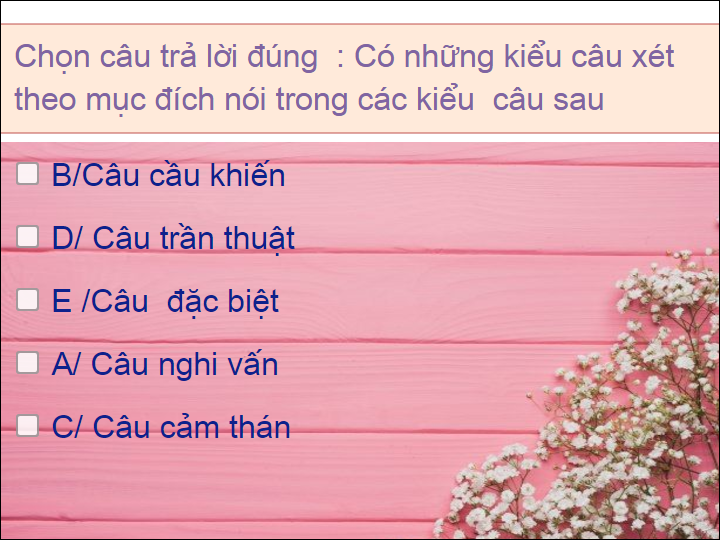 Chọn câu trả lời đúng : Có những kiểu câu xét
theo mục đích nói trong các kiểu câu sau
B/Câu cầu khiến
D/ Câu trần thuật
E /Câu đặc biệt
A/ Câu nghi vấn
C/ Câu cảm thán